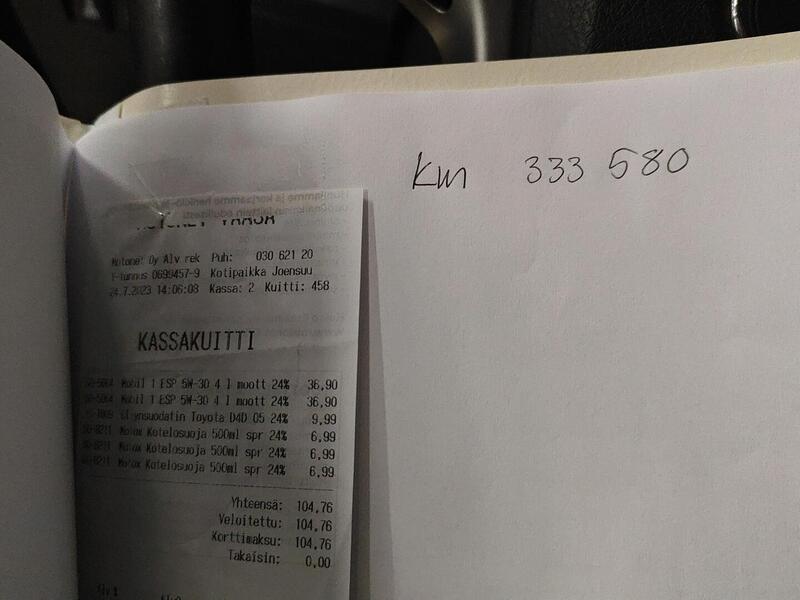 km 333 580
MOTONET VAASA
Motonet Oy Alv rek Puh: 030 621 20
Y-tunnus 0699457-9 Kotipaikka Joensuu
24.7.2023 14:06:08 Kassa: 2 Kuitti: 458
KASSAKUITTI
Mobil 1 ESP 5W-30 4 l moott 24% 36,90
Mobil 1 ESP 5W-30 4 l moott 24% 36,90
Öljynsuodatin Toyota D4D 05 24% 9,99
Motox Kotelosuoja 500ml spr 24% 6,99
Motox Kotelosuoja 500ml spr 24% 6,99
Motox Kotelosuoja 500ml spr 24% 6,99
Yhteensä: 104,76
Veloitettu: 104,76
Korttimaksu: 104,76
Takaisin: 0,00